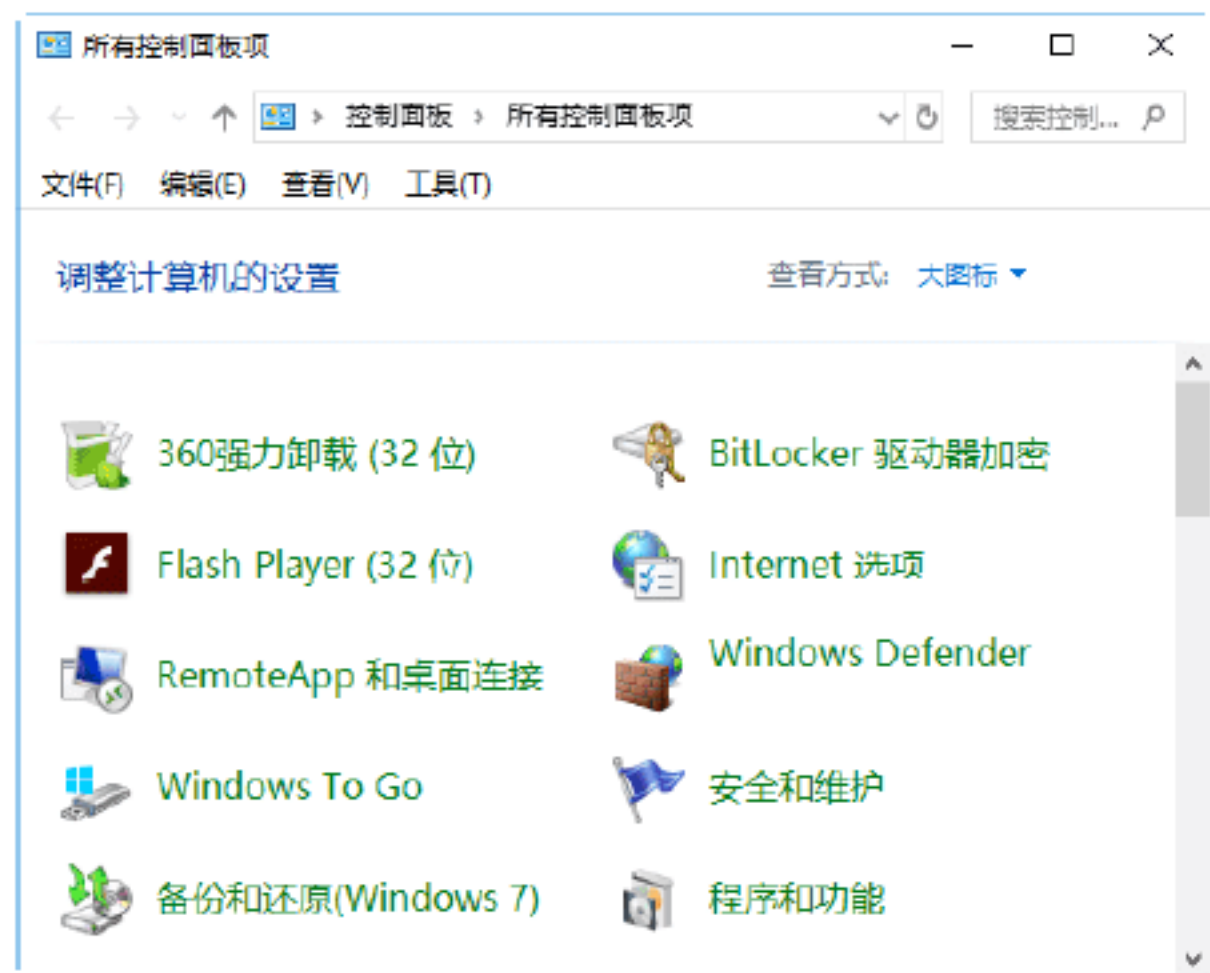 所有控制面板项
控制面板 › 所有控制面板项 搜索控制...
文件(F) 编辑(E) 查看(V) 工具(T)
调整计算机的设置 查看方式: 大图标
360强力卸载 (32 位) BitLocker 驱动器加密
Flash Player (32 位) Internet 选项
RemoteApp 和桌面连接 Windows Defender
Windows To Go 安全和维护
备份和还原(Windows 7) 程序和功能